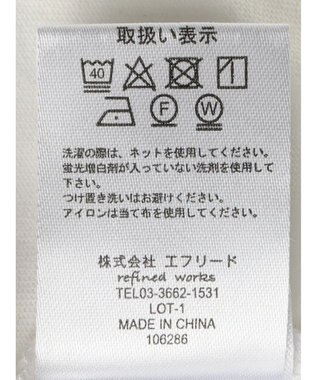 取扱い表示
40
F
W
洗濯の際は、ネットを使用してください。
蛍光増白剤が入っていない洗剤を使用して
下さい。
つけ置き洗いはお避けください。
アイロンは当て布を使用してください。
株式会社 エフリード
refined works
TEL03-3662-1531
LOT-1
MADE IN CHINA
106286